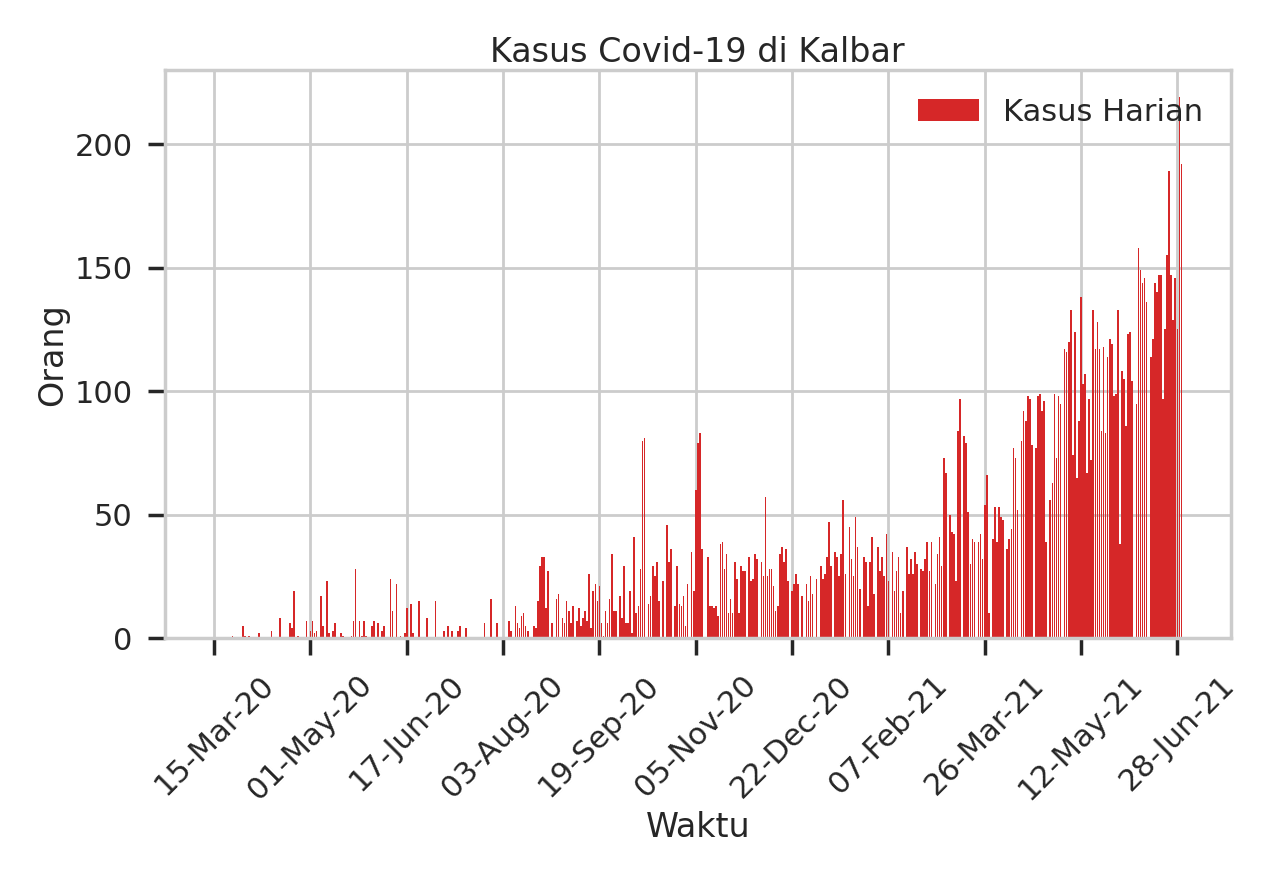 Kasus Covid-19 di Kalbar
Kasus Harian
Orang
200
150
100
50
0
15-Mar-20
01-May-20
17-Jun-20
03-Aug-20
19-Sep-20
05-Nov-20
22-Dec-20
07-Feb-21
26-Mar-21
12-May-21
28-Jun-21
Waktu